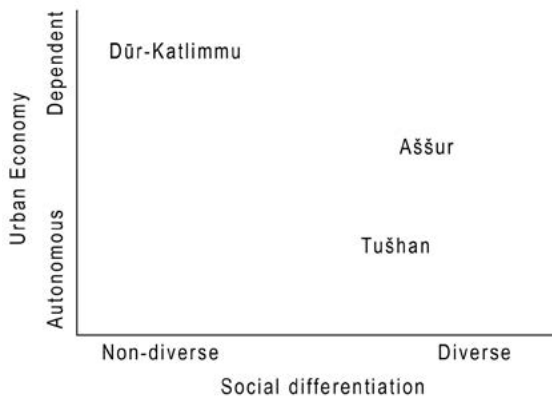 Dūr-Katlimmu
Aššur
Tušhan
Urban Economy
Dependent
Autonomous
Non-diverse
Diverse
Social differentiation